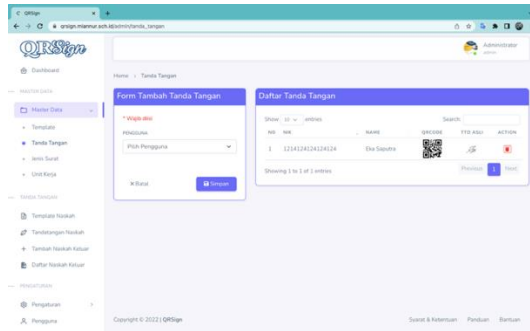 QRSign
qrsign.miannur.sch.id/admin/tanda_tangan
QRSign
Administrator
admin
Dashboard
MASTER DATA
Master Data
Template
Tanda Tangan
Jenis Surat
Unit Kerja
TANDA TANGAN
Template Naskah
Tandatangan Naskah
Tambah Naskah Keluar
Daftar Naskah Keluar
PENGATURAN
Pengaturan
Pengguna
Home > Tanda Tangan
Form Tambah Tanda Tangan
* Wajib diisi
PENGGUNA
Pilih Pengguna
Batal
Simpan
Daftar Tanda Tangan
Show 10 entries
Search:
NO NIK NAME QRCODE TTD ASLI ACTION
1 1214124124124124 Eka Saputra
Showing 1 to 1 of 1 entries
Previous 1 Next
Copyright © 2022 | QRSign
Syarat & Ketentuan Panduan Bantuan